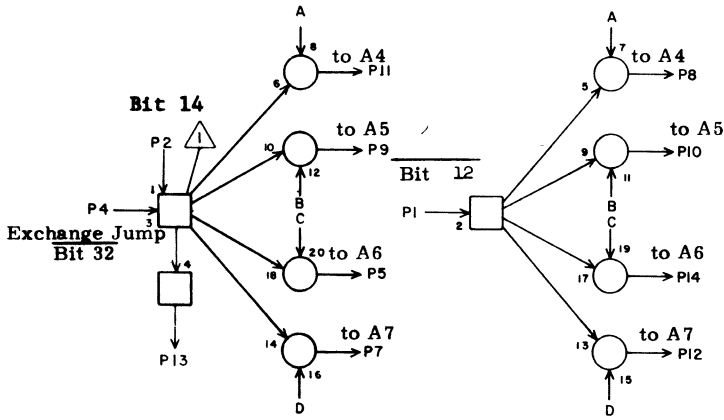 A
8
to A4
P11
6
Bit 14
P2
1
10
to A5
P9
12
1
P4
3
B
C
Exchange Jump
Bit 32
4
20
to A6
18
P5
P13
14
to A7
P7
16
D
A
7
to A4
P8
5
to A5
9
P10
11
Bit 12
P1
2
B
C
19
to A6
17
P14
13
to A7
P12
15
D